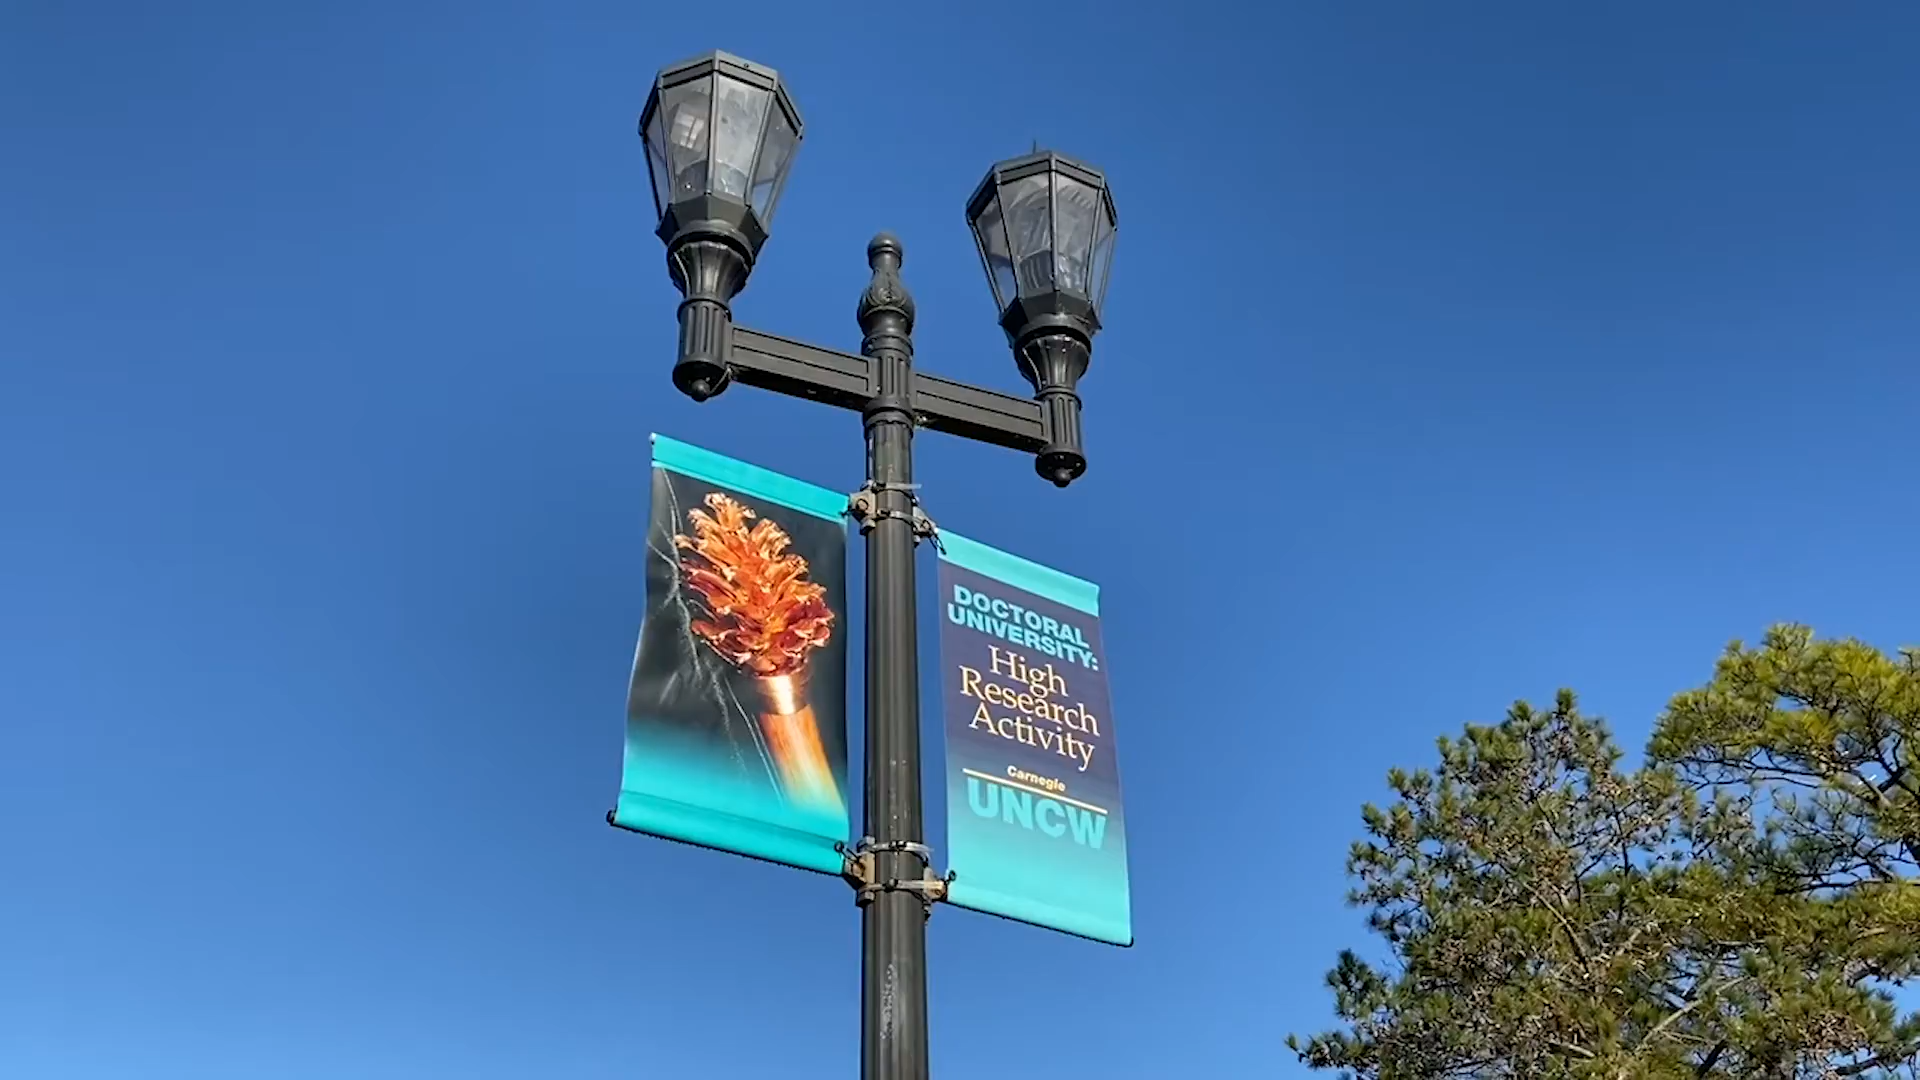 DOCTORAL
UNIVERSITY:
High
Research
Activity
Carnegie
UNCW